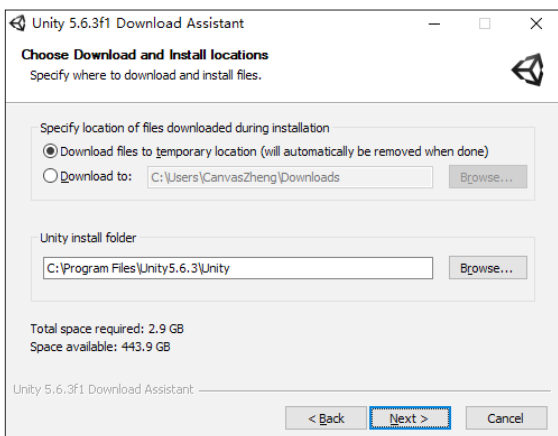 Unity 5.6.3f1 Download Assistant
Choose Download and Install locations
Specify where to download and install files.
Specify location of files downloaded during installation
Download files to temporary location (will automatically be removed when done)
Download to: C:\Users\CanvasZheng\Downloads Browse...
Unity install folder
C:\Program Files\Unity5.6.3\Unity Browse...
Total space required: 2.9 GB
Space available: 443.9 GB
Unity 5.6.3f1 Download Assistant
< Back Next > Cancel